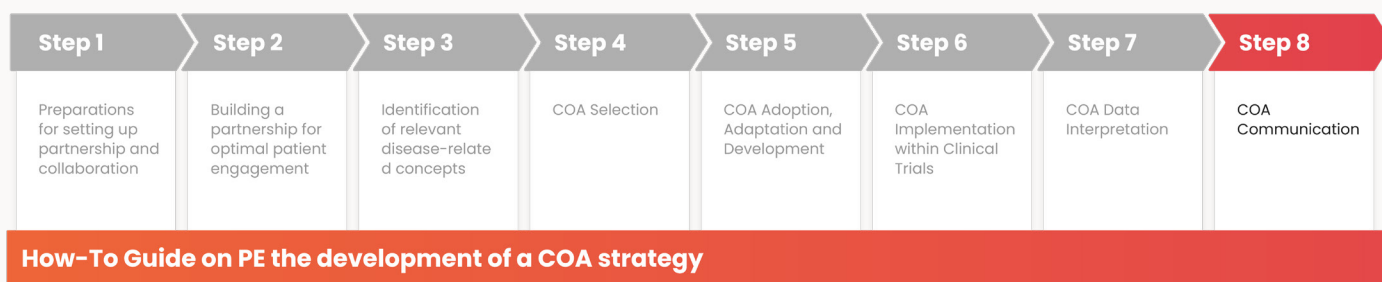 Step 1
Step 2
Step 3
Step 4
Step 5
Step 6
Step 7
Step 8
Preparations
for setting up
partnership and
collaboration
Building a
partnership for
optimal patient
engagement
Identification
of relevant
disease-relate
d concepts
COA Selection
COA Adoption,
Adaptation and
Development
COA
Implementation
within Clinical
Trials
COA Data
Interpretation
COA
Communication
How-To Guide on PE the development of a COA strategy